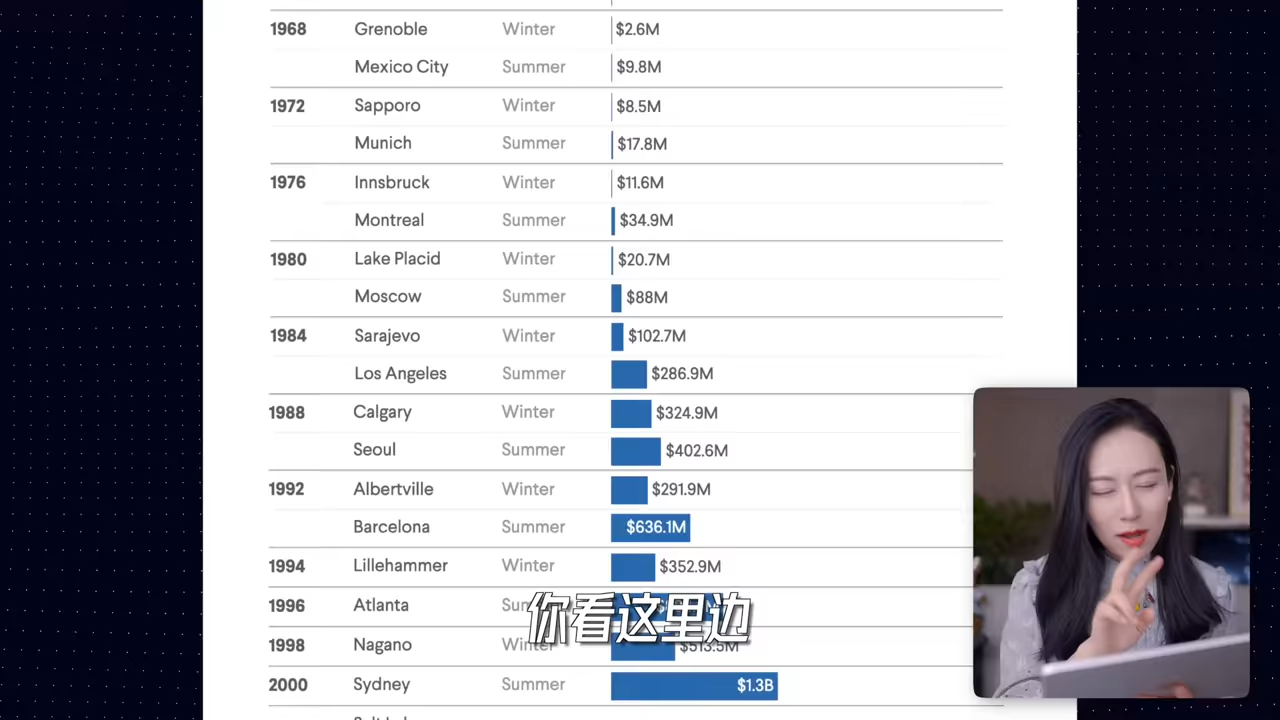 1968 Grenoble Winter $2.6M
Mexico City Summer $9.8M
1972 Sapporo Winter $8.5M
Munich Summer $17.8M
1976 Innsbruck Winter $11.6M
Montreal Summer $34.9M
1980 Lake Placid Winter $20.7M
Moscow Summer $88M
1984 Sarajevo Winter $102.7M
Los Angeles Summer $286.9M
1988 Calgary Winter $324.9M
Seoul Summer $402.6M
1992 Albertville Winter $291.9M
Barcelona Summer $636.1M
1994 Lillehammer Winter $352.9M
1996 Atlanta
你看这里边
1998 Nagano Winter $513.5M
2000 Sydney Summer $1.3B